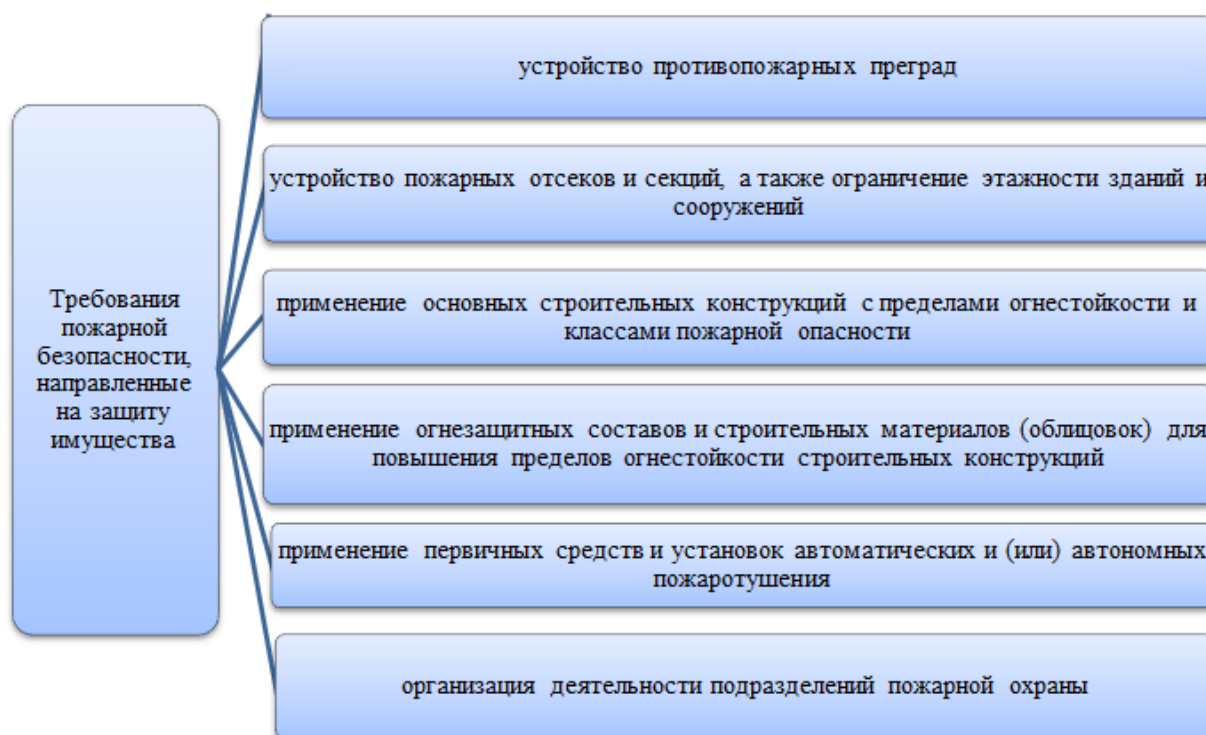 Требования
пожарной
безопасности,
направленные
на защиту
имущества
устройство противопожарных преград
устройство пожарных отсеков и секций, а также ограничение этажности зданий и
сооружений
применение основных строительных конструкций с пределами огнестойкости и
классами пожарной опасности
применение огнезащитных составов и строительных материалов (облицовок) для
повышения пределов огнестойкости строительных конструкций
применение первичных средств и установок автоматических и (или) автономных
пожаротушения
организация деятельности подразделений пожарной охраны